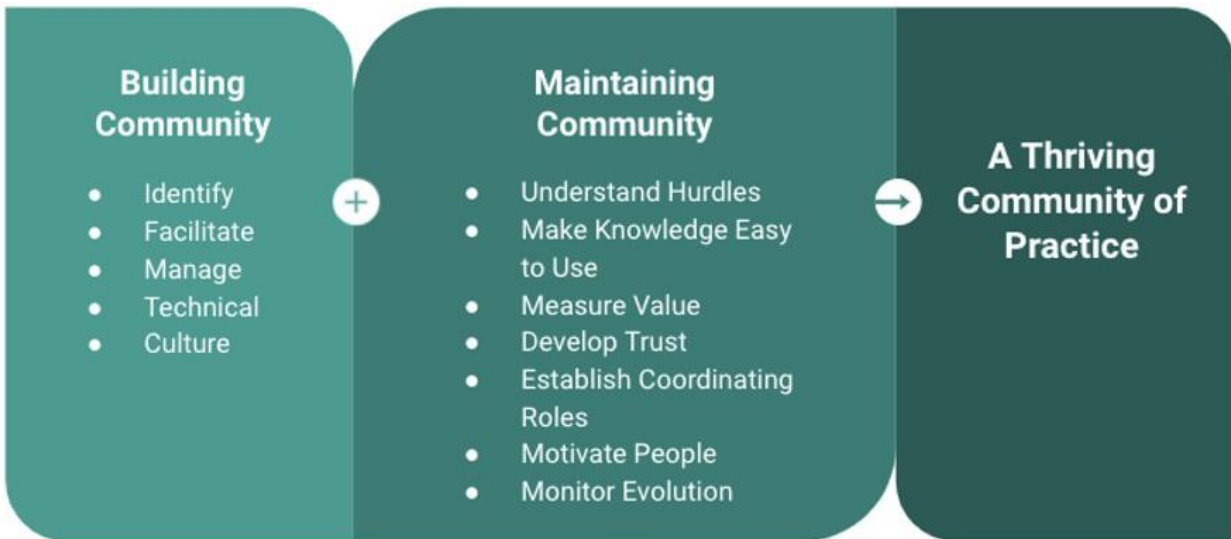 Building
Community
● Identify
● Facilitate
● Manage
● Technical
● Culture
+
Maintaining
Community
● Understand Hurdles
● Make Knowledge Easy
to Use
● Measure Value
● Develop Trust
● Establish Coordinating
Roles
● Motivate People
● Monitor Evolution
→
A Thriving
Community of
Practice